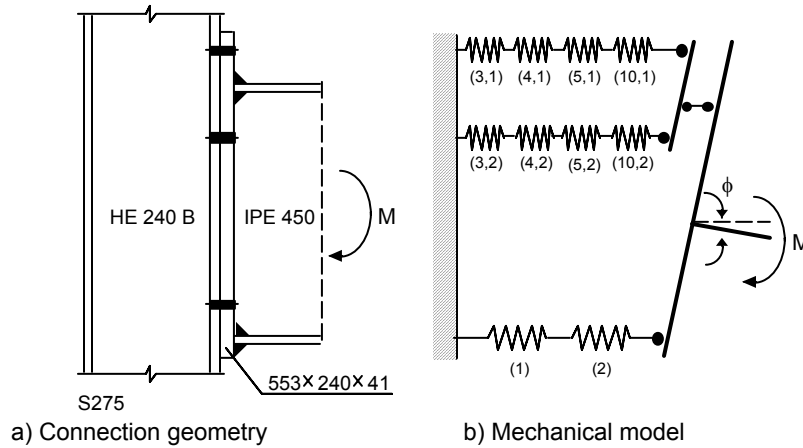 HE 240 B
IPE 450
M
553×240×41
S275
a) Connection geometry
(3,1) (4,1) (5,1) (10,1)
(3,2) (4,2) (5,2) (10,2)
ϕ
M
(1) (2)
b) Mechanical model